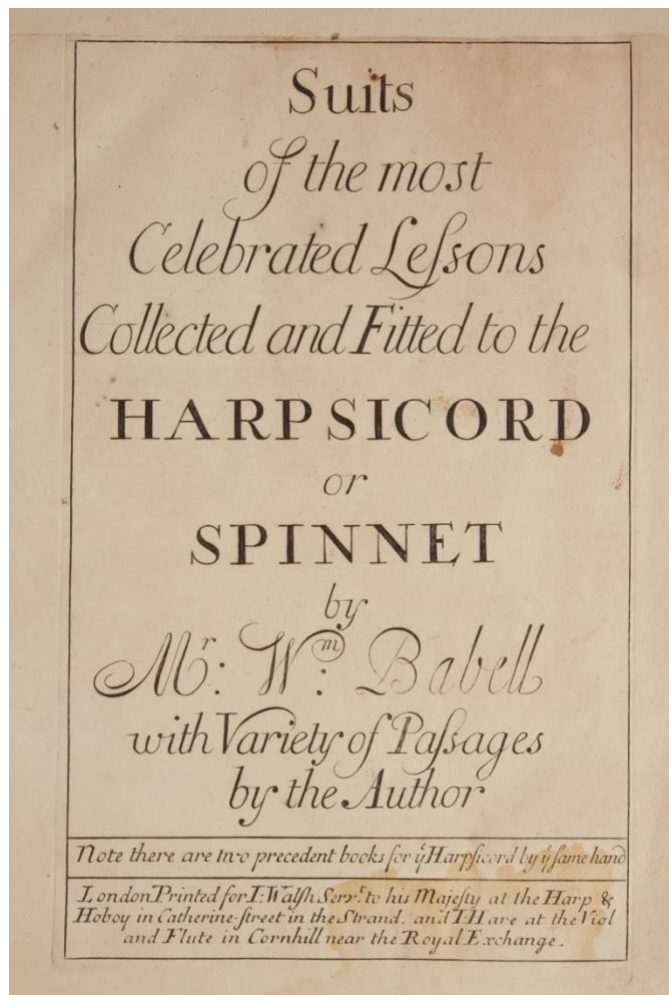 Suits
of the most
Celebrated Leſsons
Collected and Fitted to the
HARPSICORD
or
SPINNET
by
Mr: Wm: Babell
with Variety of Paſsages
by the Author
Note there are two precedent books for ye Harpſicord by ye ſame hand
London Printed for I: Walſh Servt. to his Majeſty at the Harp &
Hoboy in Catherine-ſtreet in the Strand. and I: Hare at the Viol
and Flute in Cornhill near the Royal Exchange.